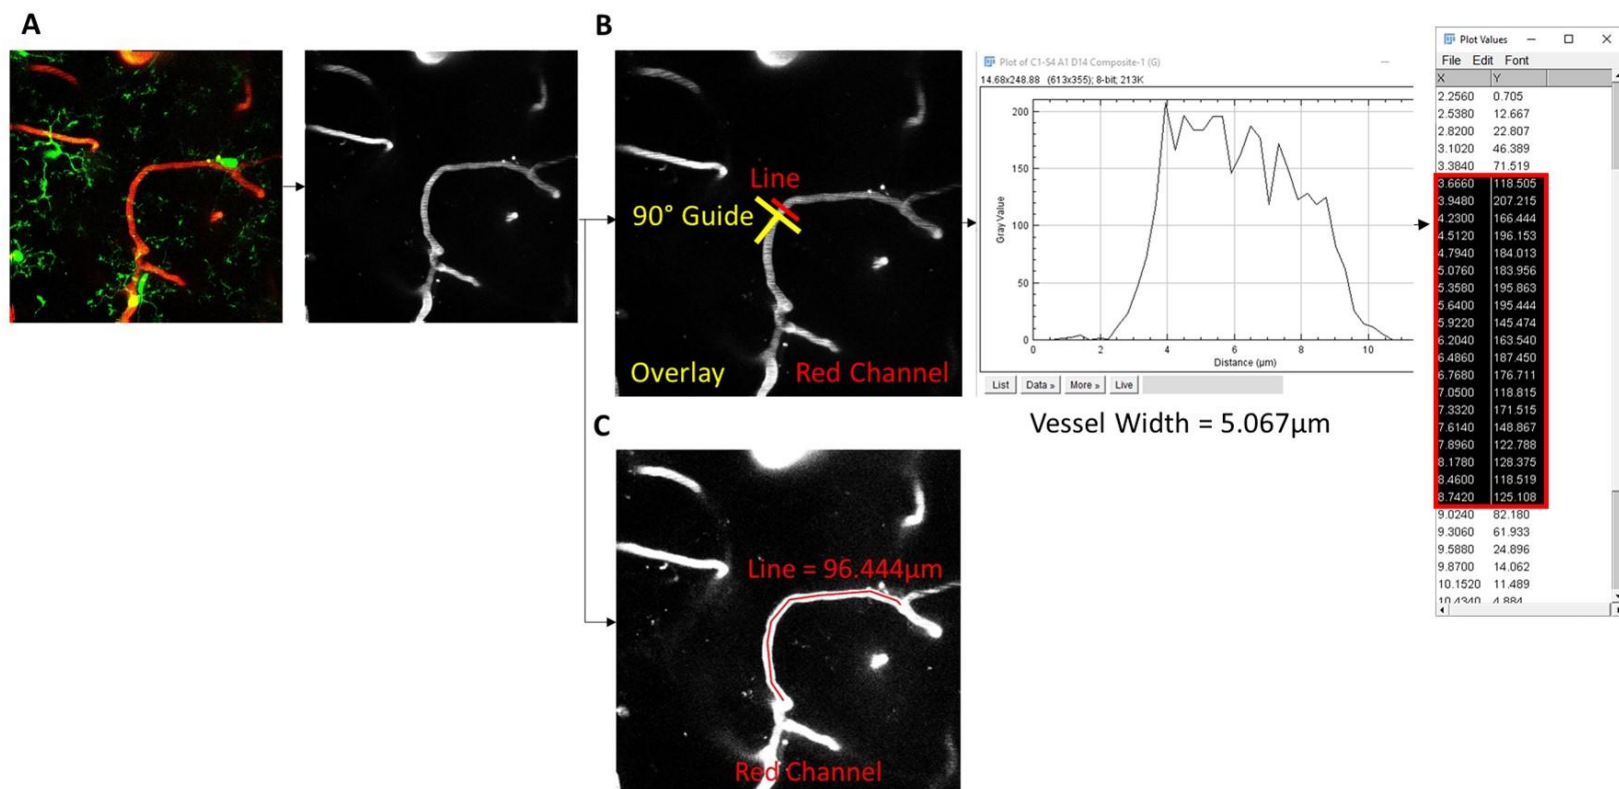 A
B
Line
90° Guide
Overlay
Red Channel
Plot of C1-S4 A1 D14 Composite-1 (G)
14.68x248.88 (613x355); 8-bit; 213K
200
150
100
50
0
Gray Value
0 2 4 6 8 10
Distance (µm)
List Data » More » Live
Vessel Width = 5.067µm
Plot Values
File Edit Font
X Y
2.2560 0.705
2.5380 12.667
2.8200 22.807
3.1020 46.389
3.3840 71.519
3.6660 118.505
3.9480 207.215
4.2300 166.444
4.5120 196.153
4.7940 184.013
5.0760 183.956
5.3580 195.863
5.6400 195.444
5.9220 145.474
6.2040 163.540
6.4860 187.450
6.7680 176.711
7.0500 118.815
7.3320 171.515
7.6140 148.867
7.8960 122.788
8.1780 128.375
8.4600 118.519
8.7420 125.108
9.0240 82.180
9.3060 61.933
9.5880 24.896
9.8700 14.062
10.1520 11.489
10.4340 4.884
C
Line = 96.444µm
Red Channel